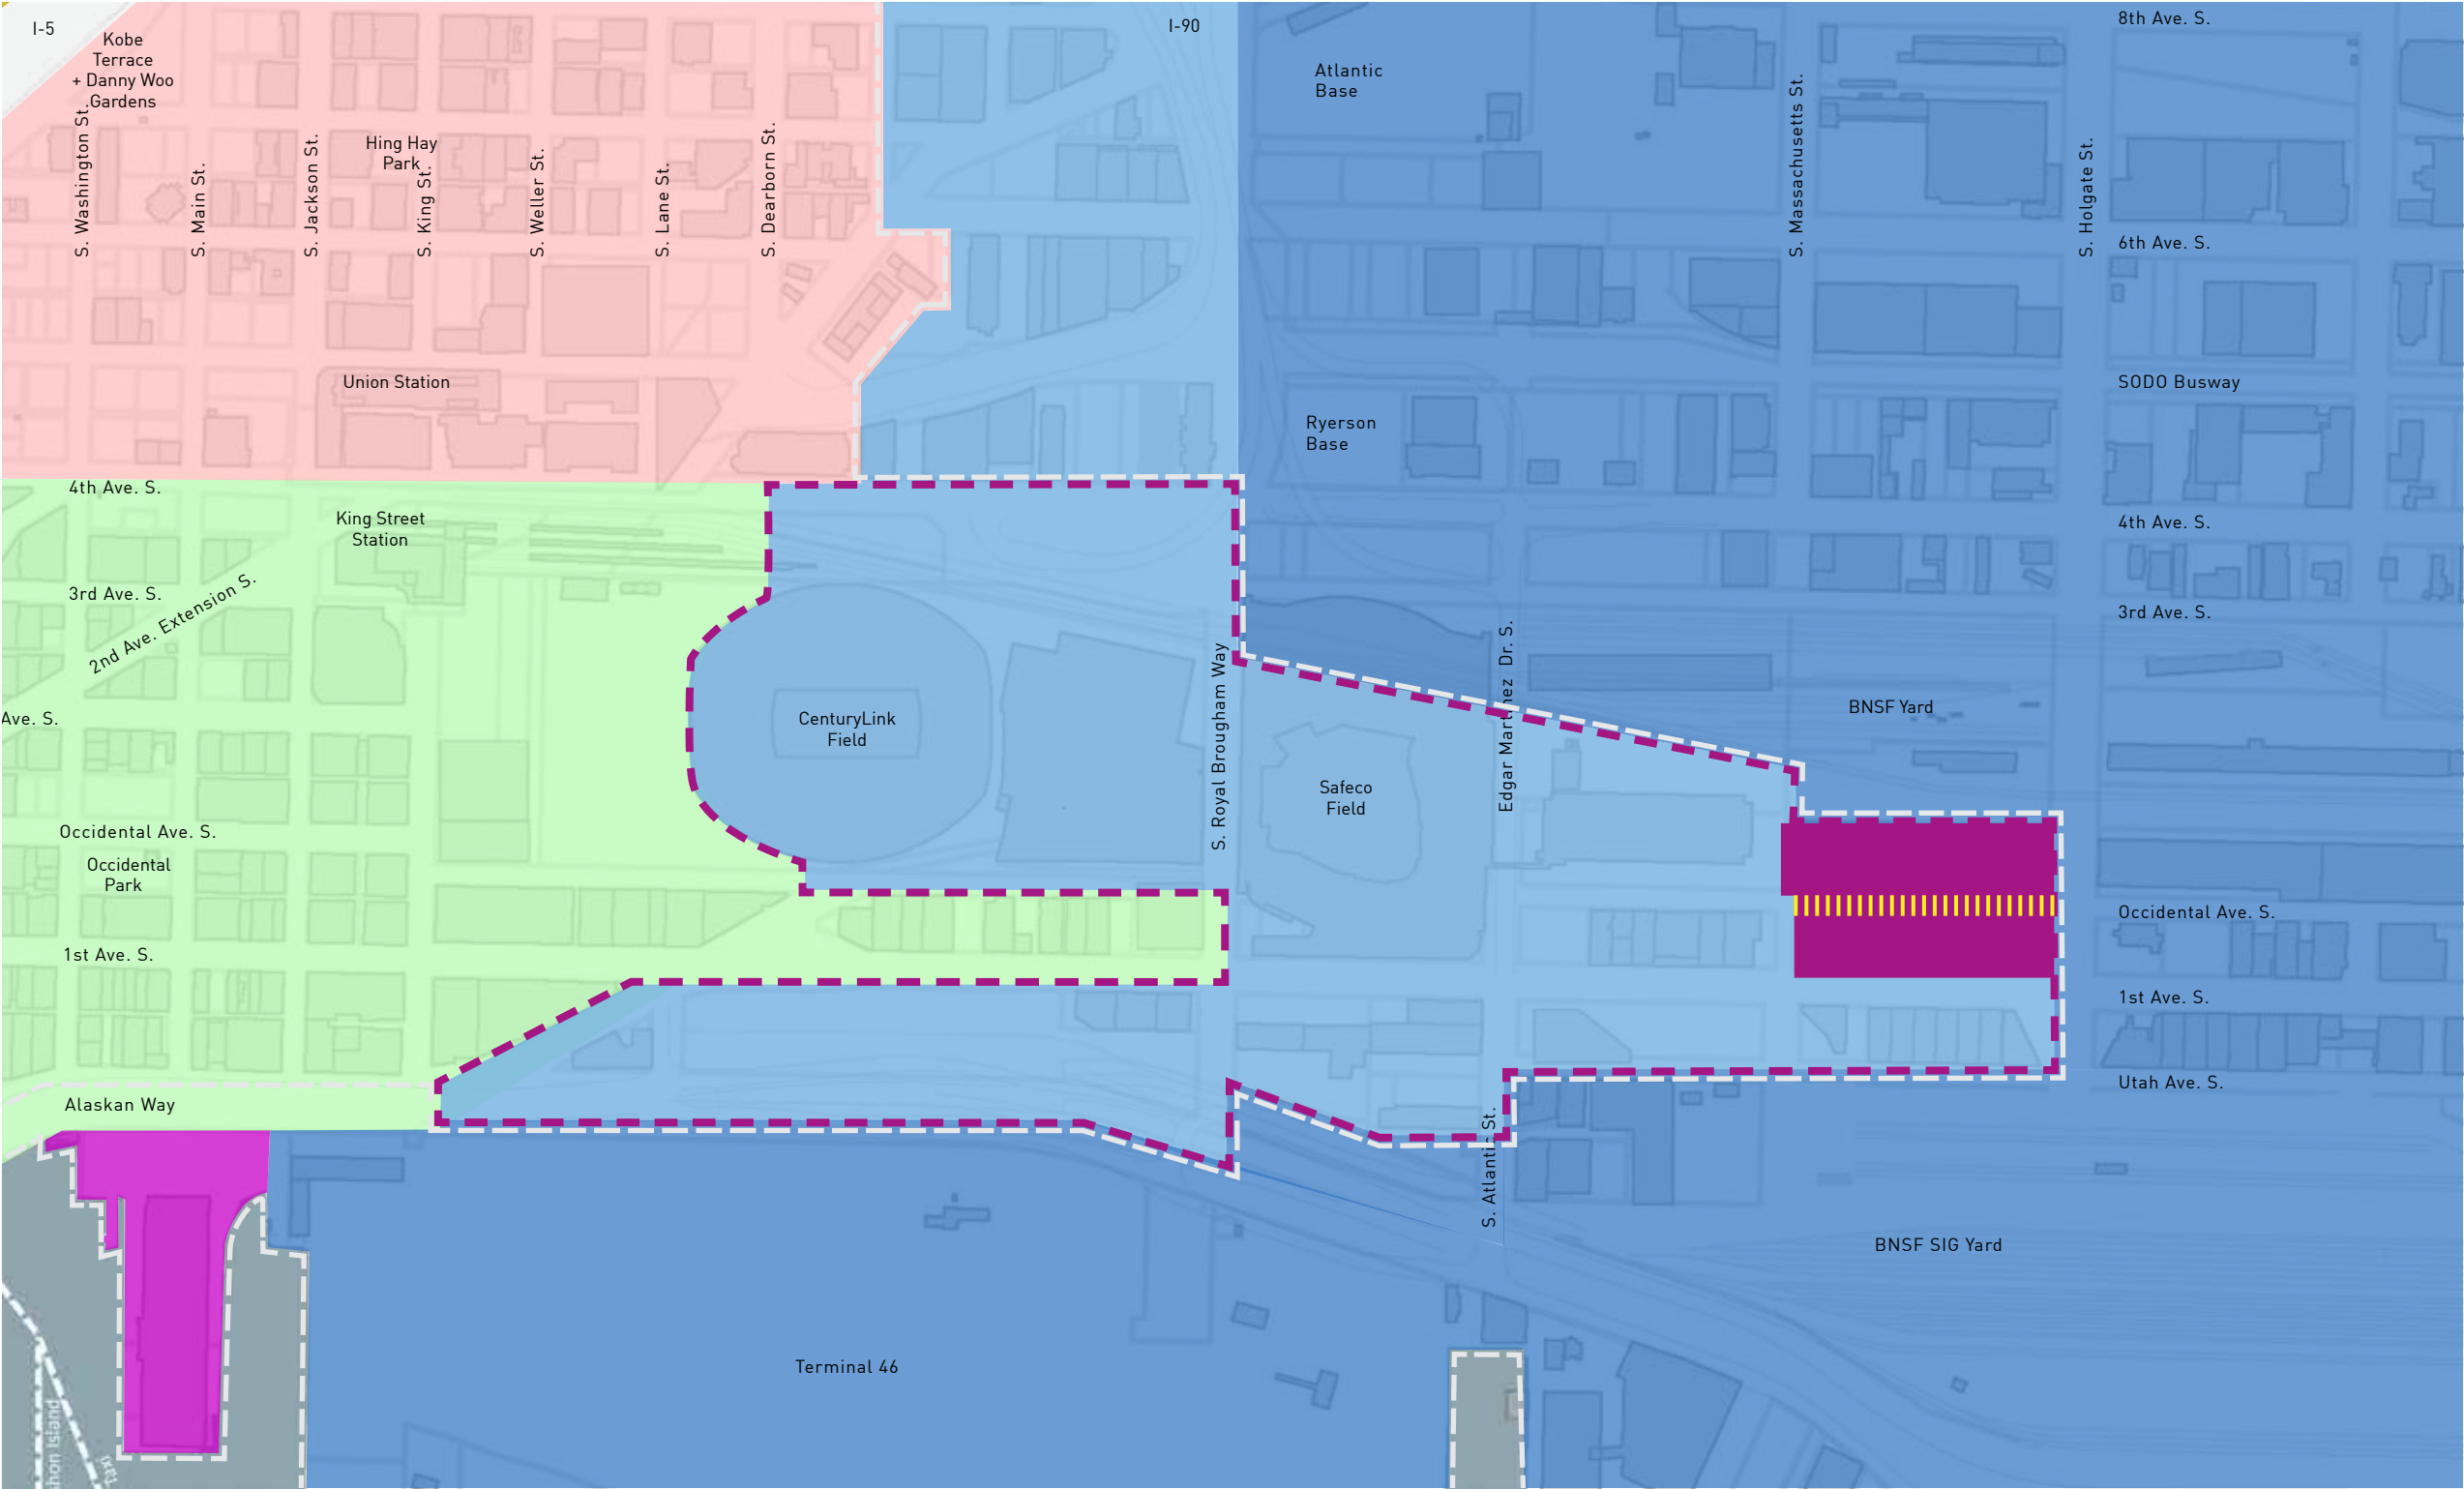 I-5
Kobe
Terrace
+ Danny Woo
Gardens
I-90
8th Ave. S.
Atlantic
Base
Hing Hay
Park
S. Washington St.
S. Main St.
S. Jackson St.
S. King St.
S. Weller St.
S. Lane St.
S. Dearborn St.
S. Massachusetts St.
S. Holgate St.
6th Ave. S.
Union Station
SODO Busway
Ryerson
Base
4th Ave. S.
King Street
Station
4th Ave. S.
3rd Ave. S.
2nd Ave. Extension S.
3rd Ave. S.
Ave. S.
CenturyLink
Field
S. Royal Brougham Way
Edgar Martinez Dr. S.
BNSF Yard
Safeco
Field
Occidental Ave. S.
Occidental
Park
Occidental Ave. S.
1st Ave. S.
1st Ave. S.
Utah Ave. S.
Alaskan Way
S. Atlantic St.
BNSF SIG Yard
Terminal 46
hon Island